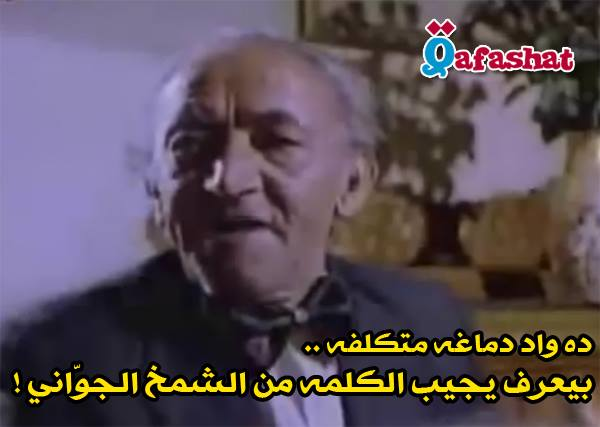 Qafashat
ده واد دماغه متكلفه ..
بيعرف يجيب الكلمه من الشمخ الجوّاني !